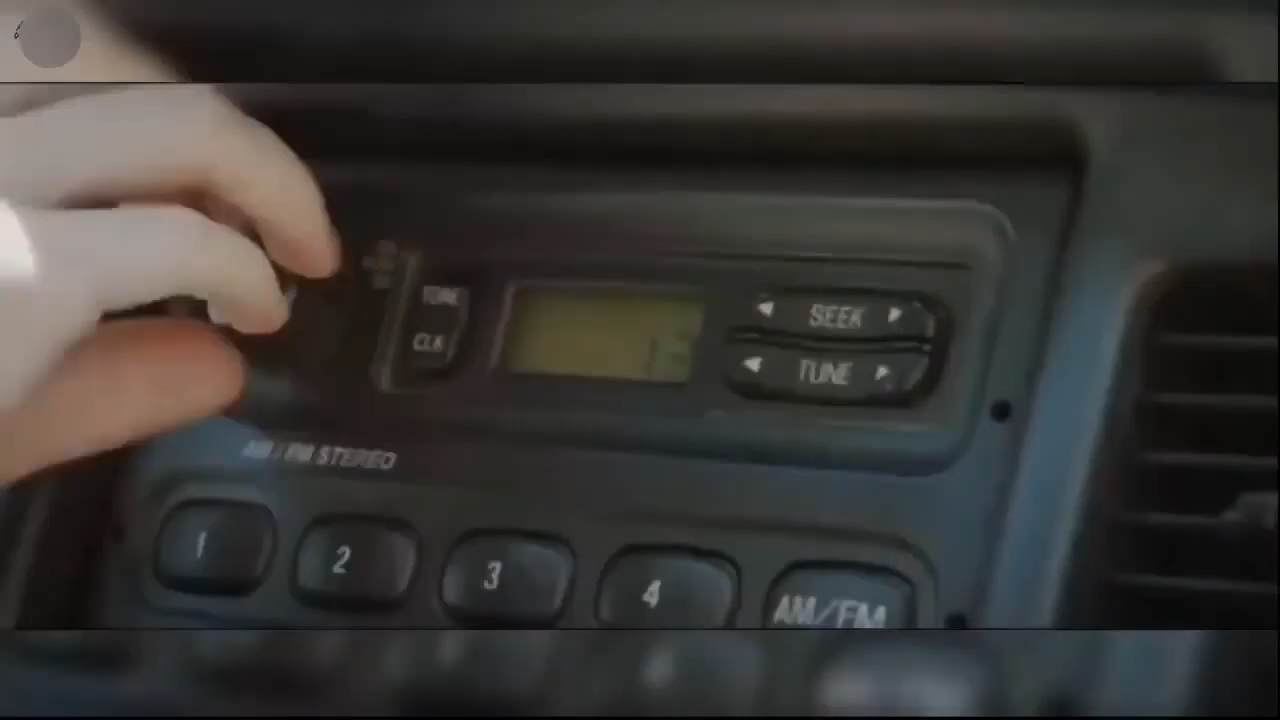 TONE
CLK
◄ SEEK ►
◄ TUNE ►
AM / FM STEREO
1
2
3
4
AM/FM